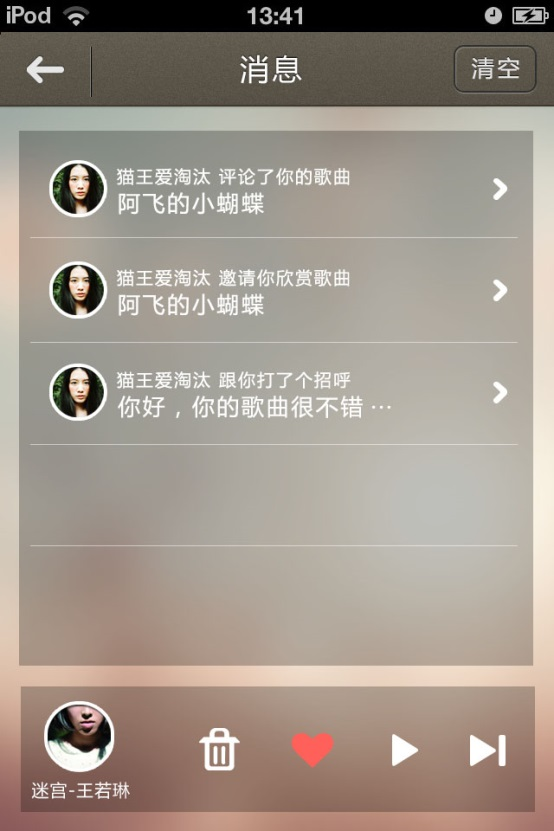 iPod 13:41
消息
清空
猫王爱淘汰 评论了你的歌曲
阿飞的小蝴蝶
猫王爱淘汰 邀请你欣赏歌曲
阿飞的小蝴蝶
猫王爱淘汰 跟你打了个招呼
你好，你的歌曲很不错 ···
迷宫-王若琳